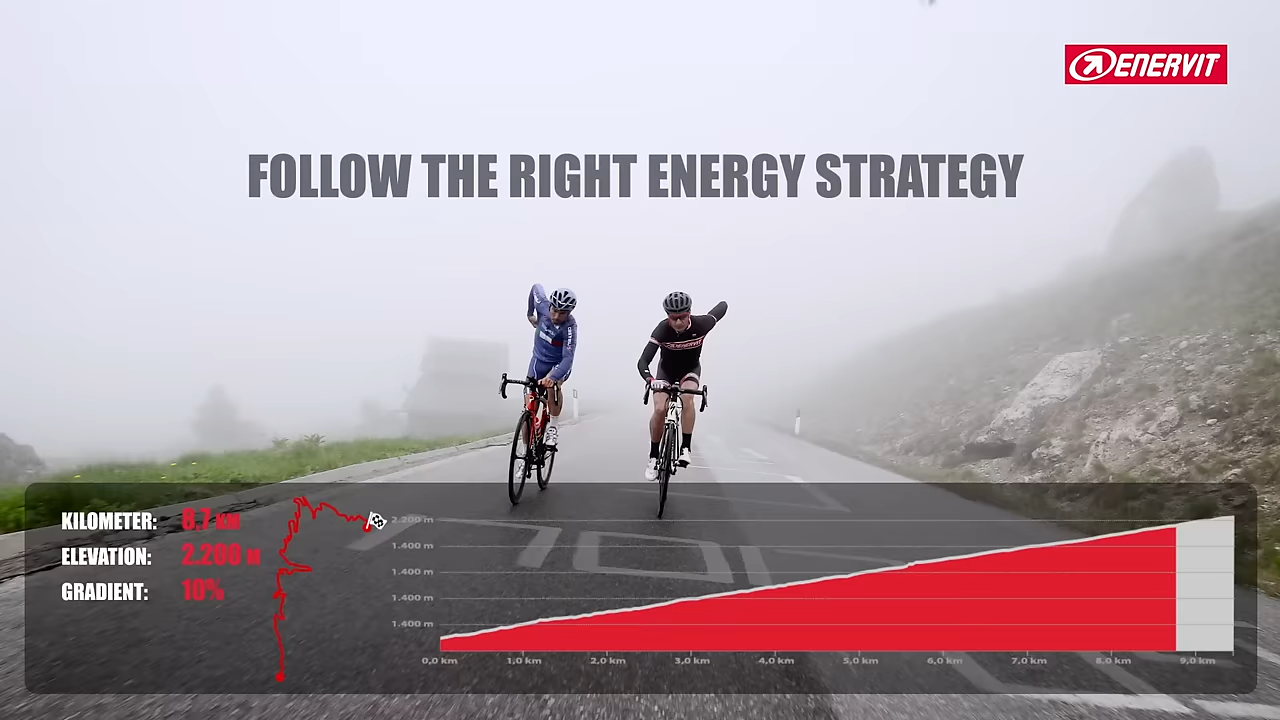 ENERVIT
FOLLOW THE RIGHT ENERGY STRATEGY
ENERVIT
KILOMETER: 8.7 KM
ELEVATION: 2.200 M
GRADIENT: 10%
2.200 m
1.400 m
1.400 m
1.400 m
1.400 m
0,0 km 1,0 km 2,0 km 3,0 km 4,0 km 5,0 km 6,0 km 7,0 km 8,0 km 9,0 km